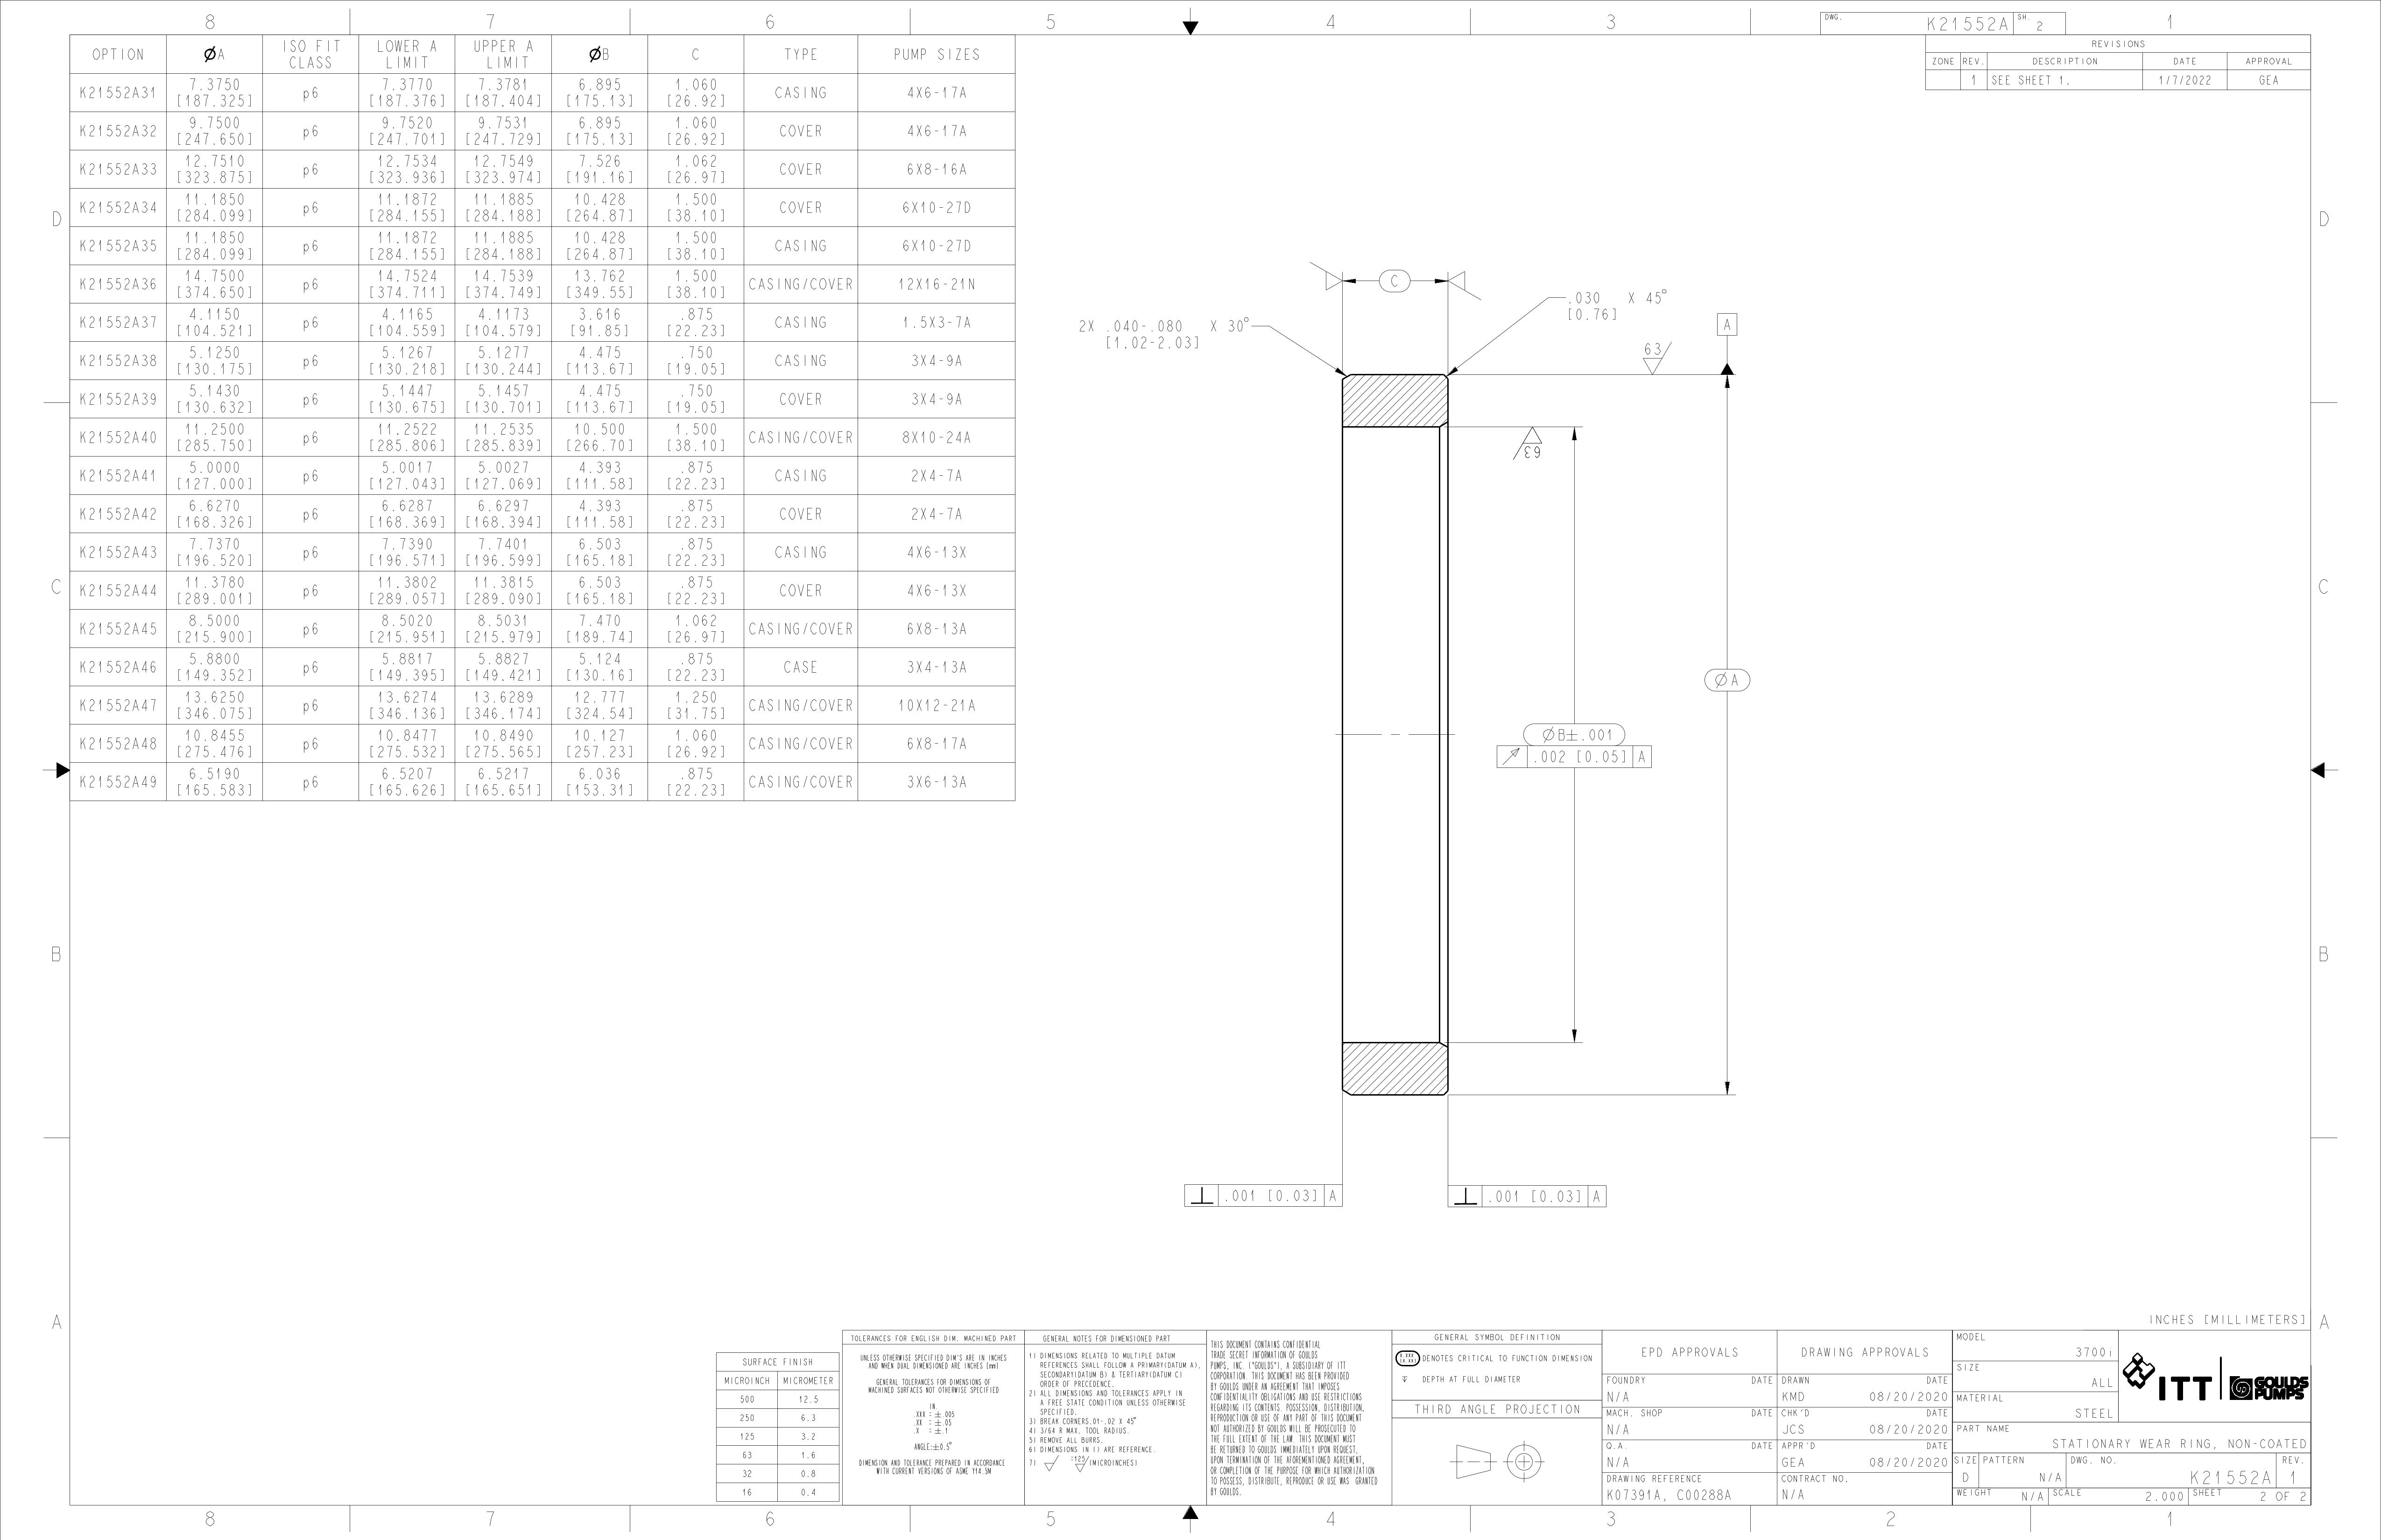 8 7 6 5 4 3 1
DWG. K21552A SH. 2
REVISIONS
ZONE REV. DESCRIPTION DATE APPROVAL
1 SEE SHEET 1. 1/7/2022 GEA
OPTION ØA ISO FIT CLASS LOWER A LIMIT UPPER A LIMIT ØB C TYPE PUMP SIZES
K21552A31 7.3750 [187.325] p6 7.3770 [187.376] 7.3781 [187.404] 6.895 [175.13] 1.060 [26.92] CASING 4X6-17A
K21552A32 9.7500 [247.650] p6 9.7520 [247.701] 9.7531 [247.729] 6.895 [175.13] 1.060 [26.92] COVER 4X6-17A
K21552A33 12.7510 [323.875] p6 12.7534 [323.936] 12.7549 [323.974] 7.526 [191.16] 1.062 [26.97] COVER 6X8-16A
K21552A34 11.1850 [284.099] p6 11.1872 [284.155] 11.1885 [284.188] 10.428 [264.87] 1.500 [38.10] COVER 6X10-27D
K21552A35 11.1850 [284.099] p6 11.1872 [284.155] 11.1885 [284.188] 10.428 [264.87] 1.500 [38.10] CASING 6X10-27D
K21552A36 14.7500 [374.650] p6 14.7524 [374.711] 14.7539 [374.749] 13.762 [349.55] 1.500 [38.10] CASING/COVER 12X16-21N
K21552A37 4.1150 [104.521] p6 4.1165 [104.559] 4.1173 [104.579] 3.616 [91.85] .875 [22.23] CASING 1.5X3-7A
K21552A38 5.1250 [130.175] p6 5.1267 [130.218] 5.1277 [130.244] 4.475 [113.67] .750 [19.05] CASING 3X4-9A
K21552A39 5.1430 [130.632] p6 5.1447 [130.675] 5.1457 [130.701] 4.475 [113.67] .750 [19.05] COVER 3X4-9A
K21552A40 11.2500 [285.750] p6 11.2522 [285.806] 11.2535 [285.839] 10.500 [266.70] 1.500 [38.10] CASING/COVER 8X10-24A
K21552A41 5.0000 [127.000] p6 5.0017 [127.043] 5.0027 [127.069] 4.393 [111.58] .875 [22.23] CASING 2X4-7A
K21552A42 6.6270 [168.326] p6 6.6287 [168.369] 6.6297 [168.394] 4.393 [111.58] .875 [22.23] COVER 2X4-7A
K21552A43 7.7370 [196.520] p6 7.7390 [196.571] 7.7401 [196.599] 6.503 [165.18] .875 [22.23] CASING 4X6-13X
K21552A44 11.3780 [289.001] p6 11.3802 [289.057] 11.3815 [289.090] 6.503 [165.18] .875 [22.23] COVER 4X6-13X
K21552A45 8.5000 [215.900] p6 8.5020 [215.951] 8.5031 [215.979] 7.470 [189.74] 1.062 [26.97] CASING/COVER 6X8-13A
K21552A46 5.8800 [149.352] p6 5.8817 [149.395] 5.8827 [149.421] 5.124 [130.16] .875 [22.23] CASE 3X4-13A
K21552A47 13.6250 [346.075] p6 13.6274 [346.136] 13.6289 [346.174] 12.777 [324.54] 1.250 [31.75] CASING/COVER 10X12-21A
K21552A48 10.8455 [275.476] p6 10.8477 [275.532] 10.8490 [275.565] 10.127 [257.23] 1.060 [26.92] CASING/COVER 6X8-17A
K21552A49 6.5190 [165.583] p6 6.5207 [165.626] 6.5217 [165.651] 6.036 [153.31] .875 [22.23] CASING/COVER 3X6-13A
D D
C C
B B
A A
C
.030 X 45°
[0.76]
2X .040-.080 X 30°
[1.02-2.03]
A
63
63
ØA
ØB±.001
.002 [0.05] A
⊥ .001 [0.03] A
⊥ .001 [0.03] A
INCHES [MILLIMETERS]
SURFACE FINISH
MICROINCH MICROMETER
500 12.5
250 6.3
125 3.2
63 1.6
32 0.8
16 0.4
TOLERANCES FOR ENGLISH DIM. MACHINED PART
UNLESS OTHERWISE SPECIFIED DIM'S ARE IN INCHES
AND WHEN DUAL DIMENSIONED ARE INCHES [mm]
GENERAL TOLERANCES FOR DIMENSIONS OF
MACHINED SURFACES NOT OTHERWISE SPECIFIED
IN.
.XXX = ± .005
.XX = ± .05
.X = ± .1
ANGLE:±0.5°
DIMENSION AND TOLERANCE PREPARED IN ACCORDANCE
WITH CURRENT VERSIONS OF ASME Y14.5M
GENERAL NOTES FOR DIMENSIONED PART
1) DIMENSIONS RELATED TO MULTIPLE DATUM
REFERENCES SHALL FOLLOW A PRIMARY(DATUM A),
SECONDARY(DATUM B) & TERTIARY(DATUM C)
ORDER OF PRECEDENCE.
2) ALL DIMENSIONS AND TOLERANCES APPLY IN
A FREE STATE CONDITION UNLESS OTHERWISE
SPECIFIED.
3) BREAK CORNERS.01-.02 X 45°
4) 3/64 R MAX. TOOL RADIUS.
5) REMOVE ALL BURRS.
6) DIMENSIONS IN () ARE REFERENCE.
7) =125 (MICROINCHES)
THIS DOCUMENT CONTAINS CONFIDENTIAL
TRADE SECRET INFORMATION OF GOULDS
PUMPS, INC. ("GOULDS"), A SUBSIDIARY OF ITT
CORPORATION. THIS DOCUMENT HAS BEEN PROVIDED
BY GOULDS UNDER AN AGREEMENT THAT IMPOSES
CONFIDENTIALITY OBLIGATIONS AND USE RESTRICTIONS
REGARDING ITS CONTENTS. POSSESSION, DISTRIBUTION,
REPRODUCTION OR USE OF ANY PART OF THIS DOCUMENT
NOT AUTHORIZED BY GOULDS WILL BE PROSECUTED TO
THE FULL EXTENT OF THE LAW. THIS DOCUMENT MUST
BE RETURNED TO GOULDS IMMEDIATELY UPON REQUEST,
UPON TERMINATION OF THE AFOREMENTIONED AGREEMENT,
OR COMPLETION OF THE PURPOSE FOR WHICH AUTHORIZATION
TO POSSESS, DISTRIBUTE, REPRODUCE OR USE WAS GRANTED
BY GOULDS.
GENERAL SYMBOL DEFINITION
X.XXX [X.XX] DENOTES CRITICAL TO FUNCTION DIMENSION
DEPTH AT FULL DIAMETER
THIRD ANGLE PROJECTION
EPD APPROVALS
FOUNDRY DATE
N/A
MACH. SHOP DATE
N/A
Q.A. DATE
N/A
DRAWING REFERENCE
K07391A, C00288A
DRAWING APPROVALS
DRAWN DATE
KMD 08/20/2020
CHK'D DATE
JCS 08/20/2020
APPR'D DATE
GEA 08/20/2020
CONTRACT NO.
N/A
MODEL
3700i
SIZE
ALL
MATERIAL
STEEL
ITT GOULDS PUMPS
PART NAME
STATIONARY WEAR RING, NON-COATED
SIZE PATTERN DWG. NO. REV.
D N/A K21552A 1
WEIGHT N/A SCALE 2.000 SHEET 2 OF 2
8 7 6 5 4 3 2 1